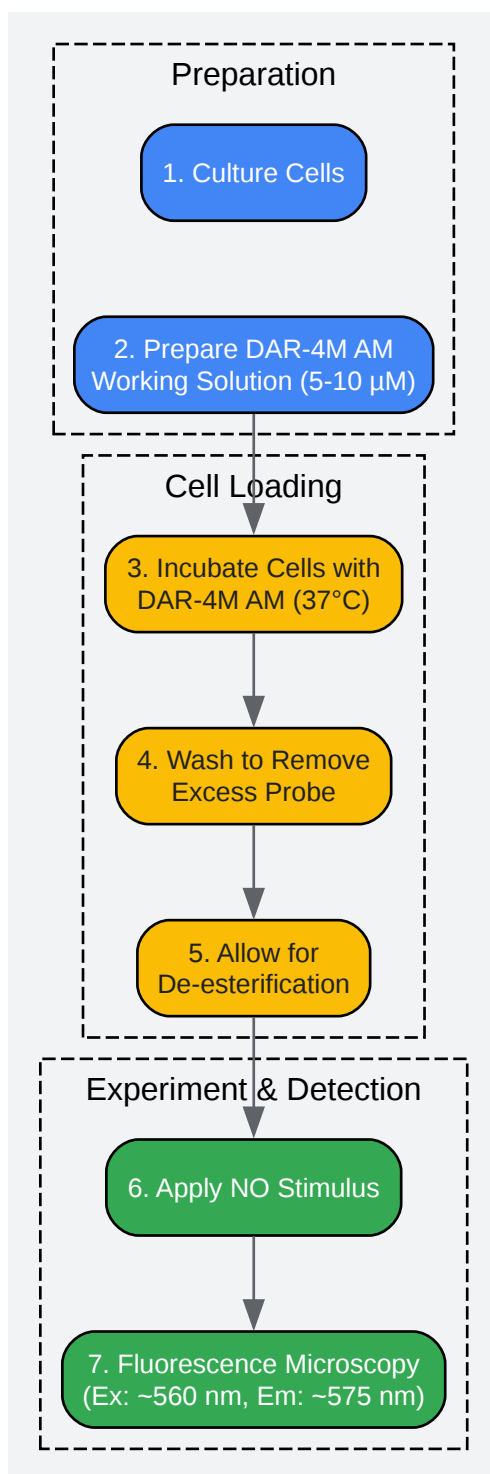 Preparation
1. Culture Cells
2. Prepare DAR-4M AM
Working Solution (5-10 µM)
Cell Loading
3. Incubate Cells with
DAR-4M AM (37°C)
4. Wash to Remove
Excess Probe
5. Allow for
De-esterification
Experiment & Detection
6. Apply NO Stimulus
7. Fluorescence Microscopy
(Ex: ~560 nm, Em: ~575 nm)